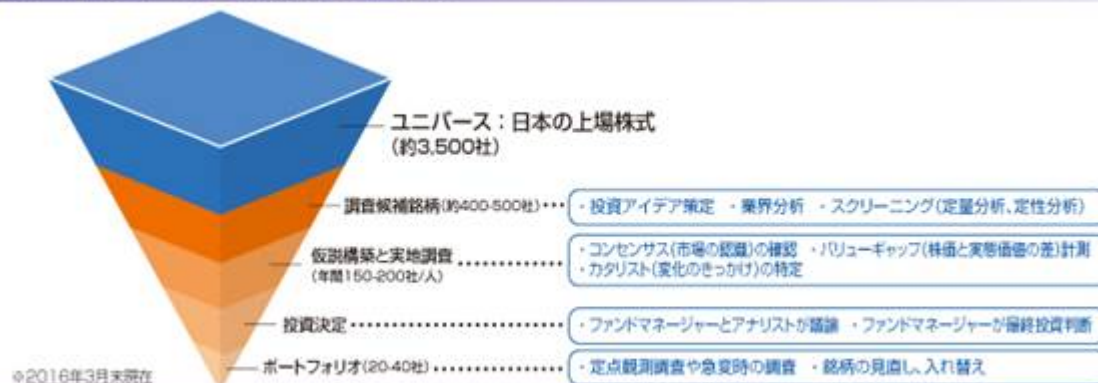 ユニバース：日本の上場株式
(約3,500社)
調査候補銘柄(約400-500社)・・・
・投資アイデア策定　・業界分析　・スクリーニング(定量分析、定性分析)
仮説構築と実地調査・・・・・・・・・・・・・・
(年間150-200社/人)
・コンセンサス(市場の認識)の確認　・バリューギャップ(株価と実態価値の差)計測
・カタリスト(変化のきっかけ)の特定
投資決定・・・・・・・・・・・・・・・・・・・・・・・・・・・
・ファンドマネージャーとアナリストが議論　・ファンドマネージャーが最終投資判断
ポートフォリオ(20-40社)・・・・・・・・・・・・・・・・・
・定点観測調査や急変時の調査　・銘柄の見直し、入れ替え
※2016年3月末現在